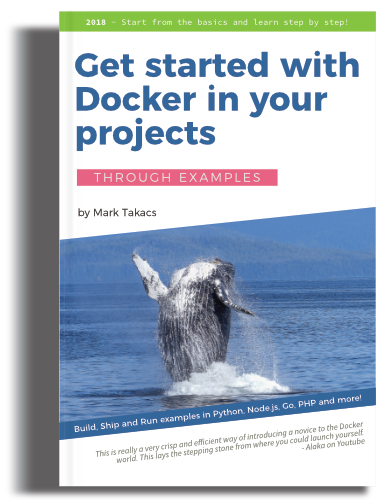 2018 - Start from the basics and learn step by step!
Get started with
Docker in your
projects
THROUGH EXAMPLES
by Mark Takacs
Build, Ship and Run examples in Python, Node.js, Go, PHP and more!
This is really a very crisp and efficient way of introducing a novice to the Docker
world. This lays the stepping stone from where you could launch yourself.
- Alaka on Youtube